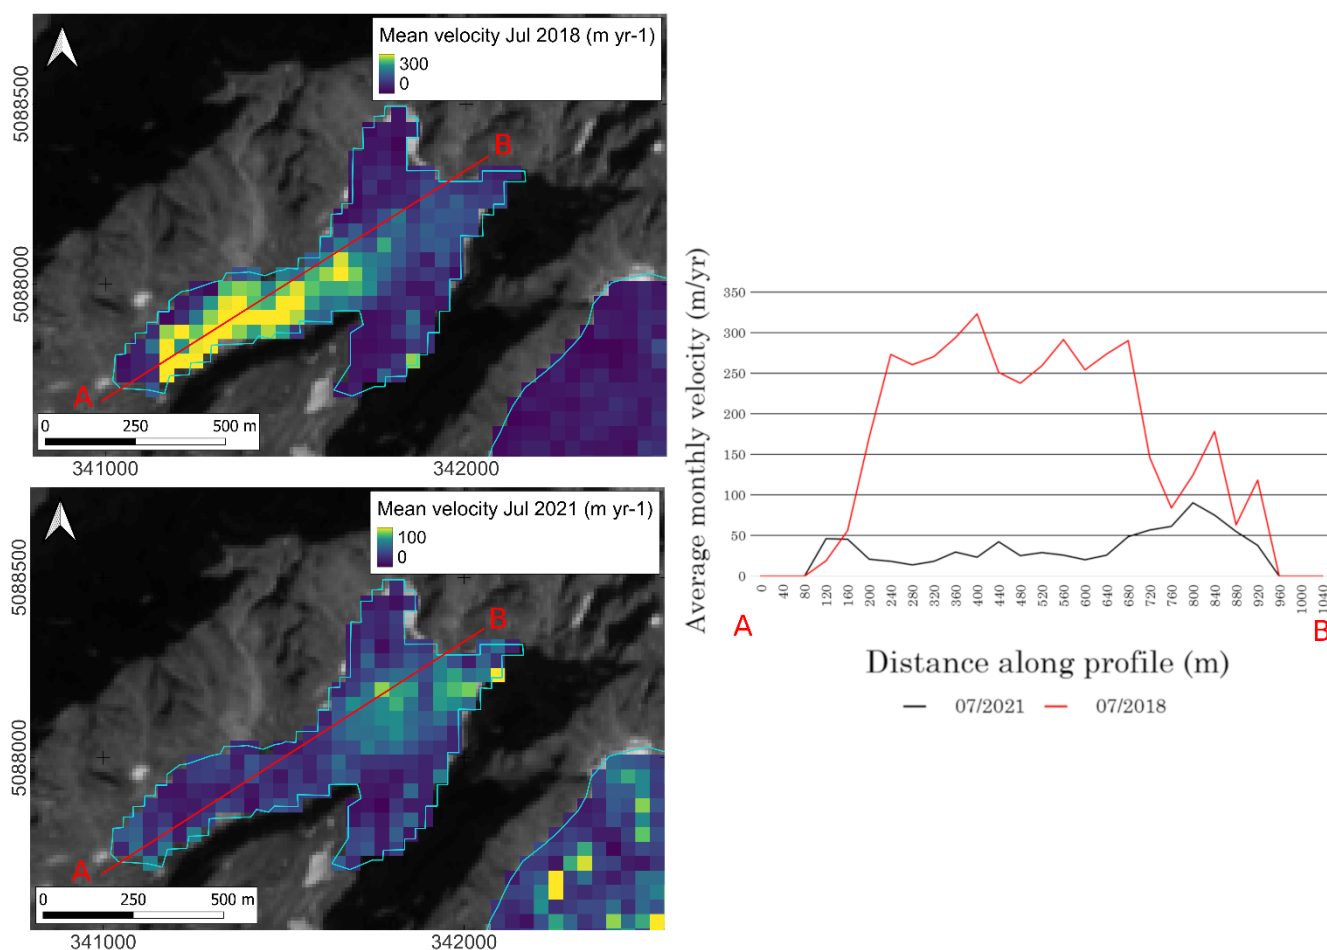 Mean velocity Jul 2018 (m yr-1)
300
0
5088500
5088000
B
A
0 250 500 m
341000 342000
Mean velocity Jul 2021 (m yr-1)
100
0
5088500
5088000
B
A
0 250 500 m
341000 342000
Average monthly velocity (m/yr)
350
300
250
200
150
100
50
0
0 40 80 120 160 200 240 280 320 360 400 440 480 520 560 600 640 680 720 760 800 840 880 920 960 1000 1040
A B
Distance along profile (m)
07/2021 07/2018